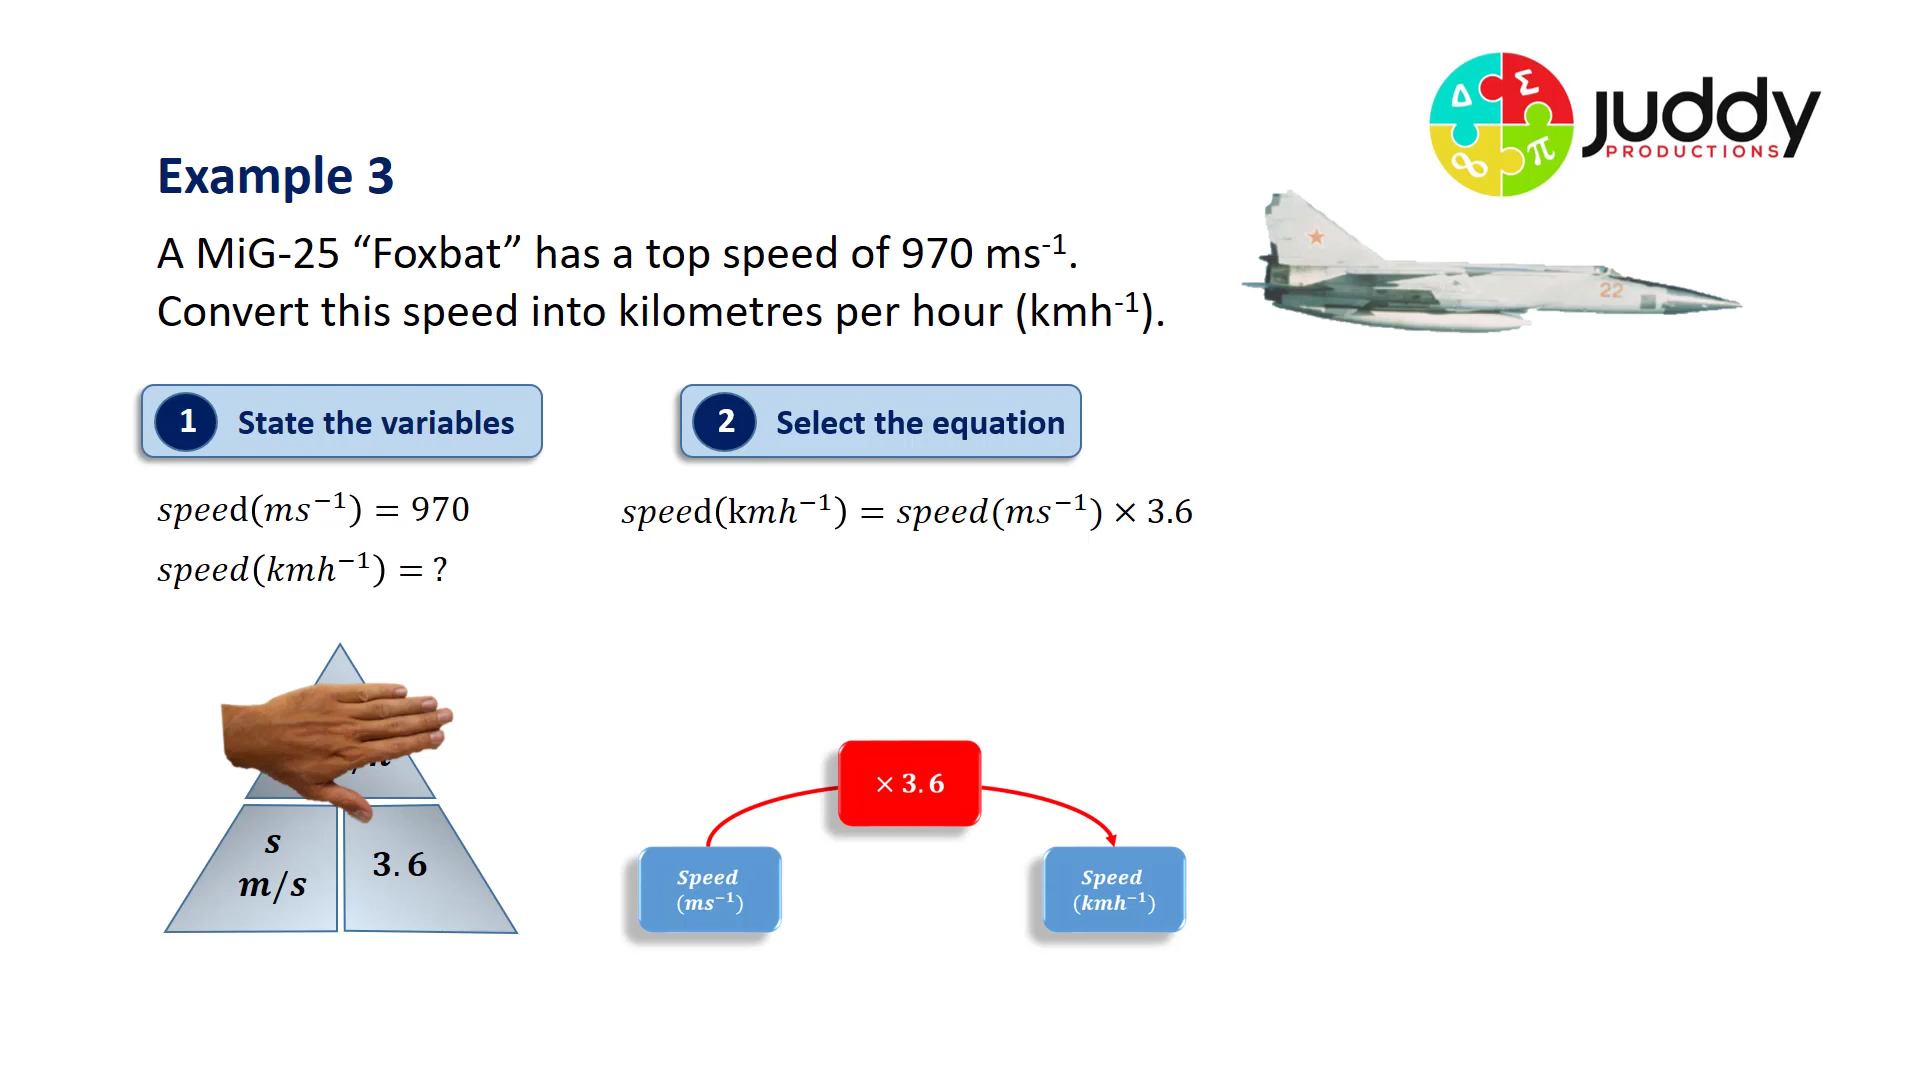 Δ Σ
∞ π
juddy
PRODUCTIONS
Example 3
A MiG-25 “Foxbat” has a top speed of 970 ms⁻¹.
Convert this speed into kilometres per hour (kmh⁻¹).
22
1 State the variables
2 Select the equation
speed(ms⁻¹) = 970
speed(kmh⁻¹) = ?
speed(kmh⁻¹) = speed(ms⁻¹) × 3.6
s
m/s
3.6
× 3.6
Speed
(ms⁻¹)
Speed
(kmh⁻¹)